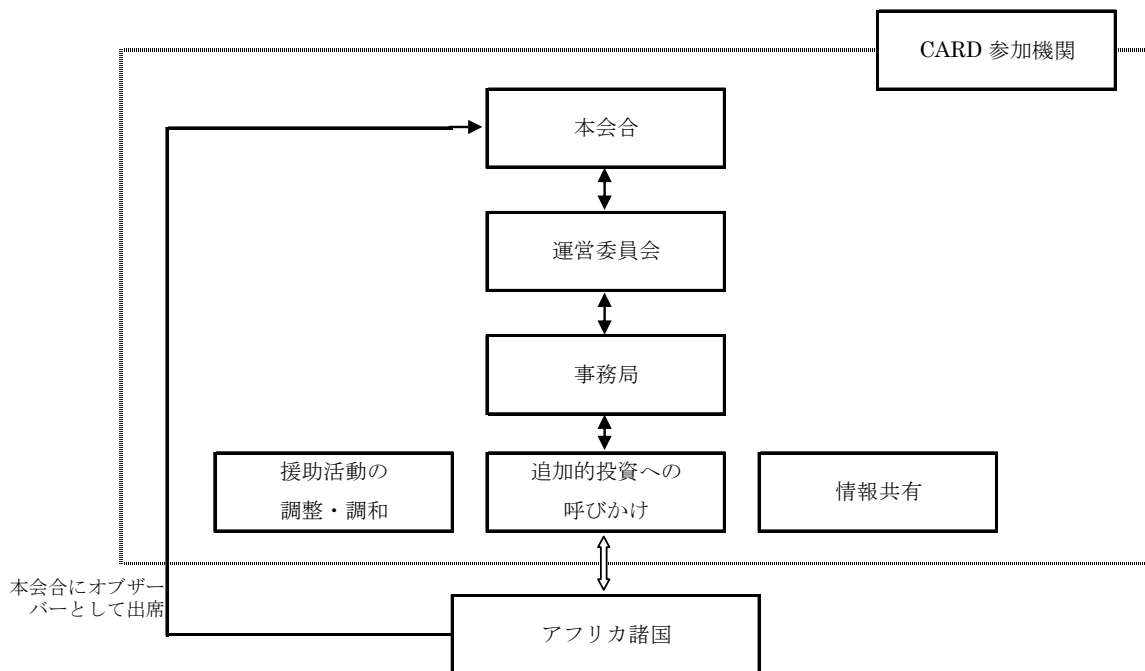 CARD 参加機関
本会合
運営委員会
事務局
援助活動の
調整・調和
追加的投資への
呼びかけ
情報共有
本会合にオブザー
バーとして出席
アフリカ諸国